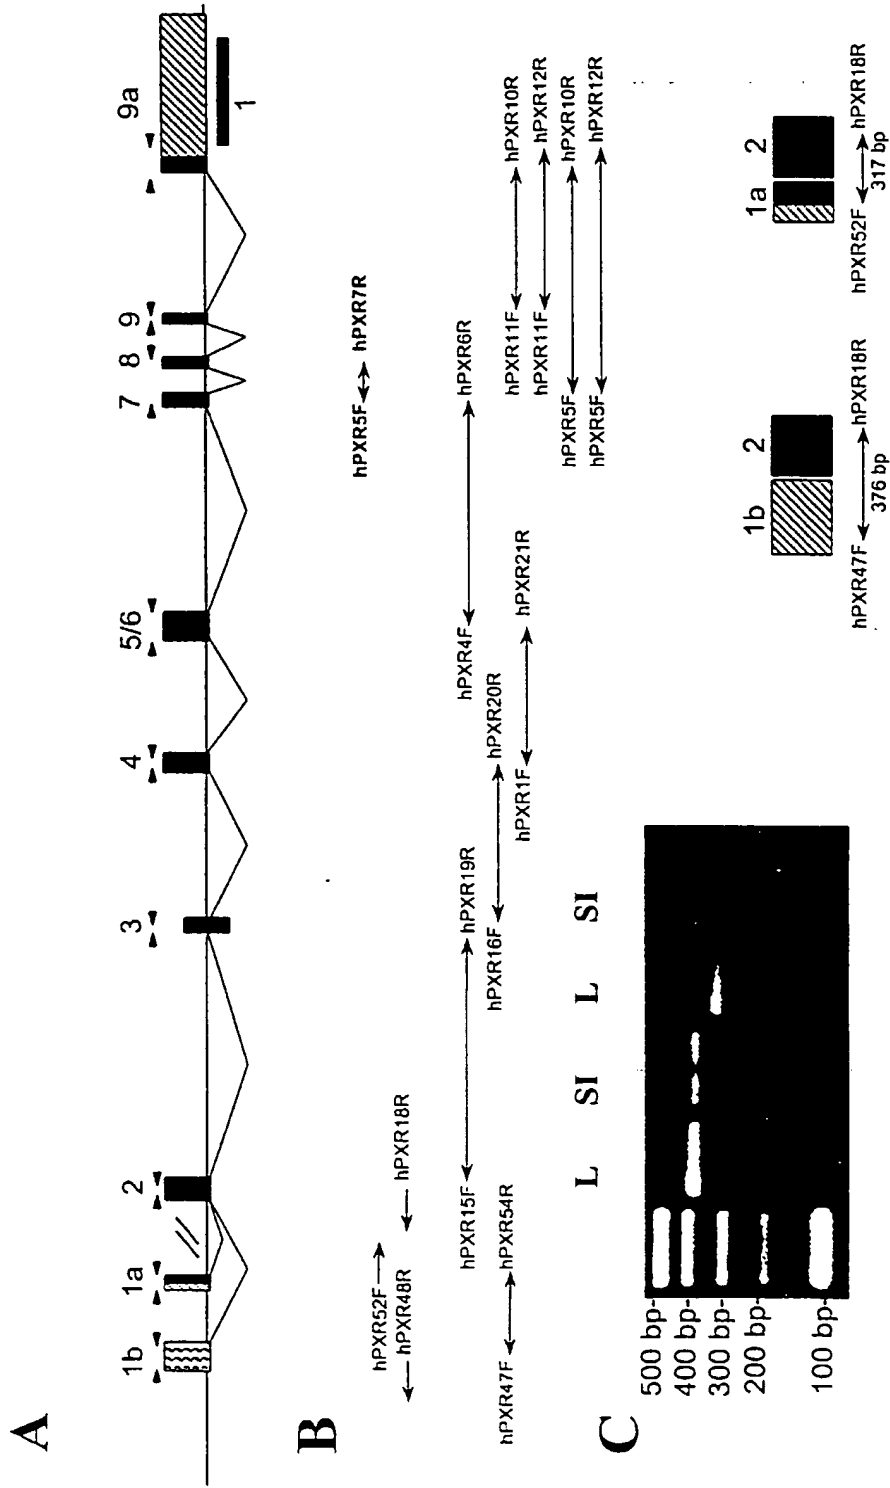 A
1b 1a 2 3 4 5/6 7 8 9 9a
1
B
hPXR5F hPXR7R
hPXR52F
hPXR48R hPXR18R
hPXR15F hPXR19R hPXR4F hPXR6R
hPXR16F hPXR20R
hPXR47F hPXR54R hPXR11F hPXR10R
hPXR1F hPXR21R
hPXR11F hPXR12R
hPXR5F hPXR10R
hPXR5F hPXR12R
C
L SI L SI
500 bp-
400 bp-
300 bp-
200 bp-
100 bp-
1b 2
hPXR47F hPXR18R
376 bp
1a 2
hPXR52F hPXR18R
317 bp